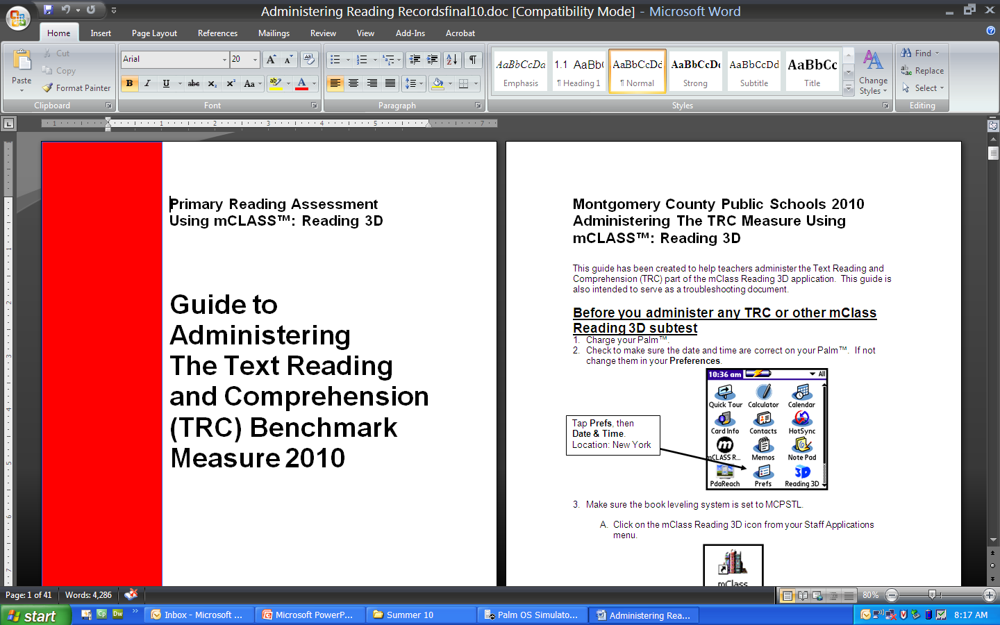 Administering Reading Recordsfinal10.doc [Compatibility Mode] - Microsoft Word
Home Insert Page Layout References Mailings Review View Add-Ins Acrobat
Paste
Cut
Copy
Format Painter
Clipboard
Arial 20
Font
Paragraph
AaBbCcDd Emphasis
1.1 AaBb( ¶ Heading 1
AaBbCcDd ¶ Normal
AaBbCcDd Strong
AaBbCcDd Subtitle
AaBbCc Title
Change
Styles
Styles
Find
Replace
Select
Editing
Primary Reading Assessment
Using mCLASS™: Reading 3D
Guide to
Administering
The Text Reading
and Comprehension
(TRC) Benchmark
Measure 2010
Montgomery County Public Schools 2010
Administering The TRC Measure Using
mCLASS™: Reading 3D
This guide has been created to help teachers administer the Text Reading and
Comprehension (TRC) part of the mClass Reading 3D application. This guide is
also intended to serve as a troubleshooting document.
Before you administer any TRC or other mClass
Reading 3D subtest
1. Charge your Palm™.
2. Check to make sure the date and time are correct on your Palm™. If not
change them in your Preferences.
10:36 am All
Quick Tour Calculator Calendar
Card Info Contacts HotSync
mCLASS R... Memos Note Pad
PdaReach Prefs Reading 3D
Tap Prefs, then
Date & Time.
Location: New York
3. Make sure the book leveling system is set to MCPSTL.
A. Click on the mClass Reading 3D icon from your Staff Applications
menu.
mClass
Page: 1 of 41 Words: 4,286 80%
start Inbox - Microsoft ... Microsoft PowerP... Summer 10 Palm OS Simulato... Administering Rea... 8:17 AM